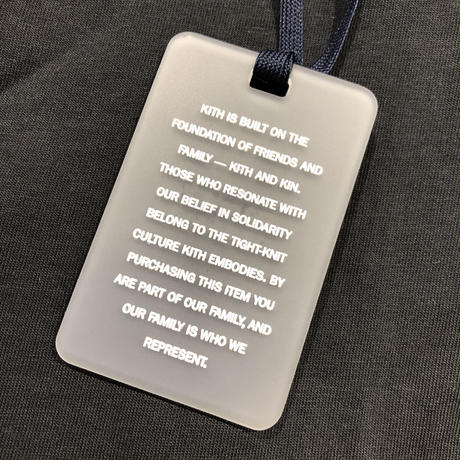 KITH IS BUILT ON THE
FOUNDATION OF FRIENDS AND
FAMILY — KITH AND KIN.
THOSE WHO RESONATE WITH
OUR BELIEF IN SOLIDARITY
BELONG TO THE TIGHT-KNIT
CULTURE KITH EMBODIES. BY
PURCHASING THIS ITEM YOU
ARE PART OF OUR FAMILY, AND
OUR FAMILY IS WHO WE
REPRESENT.